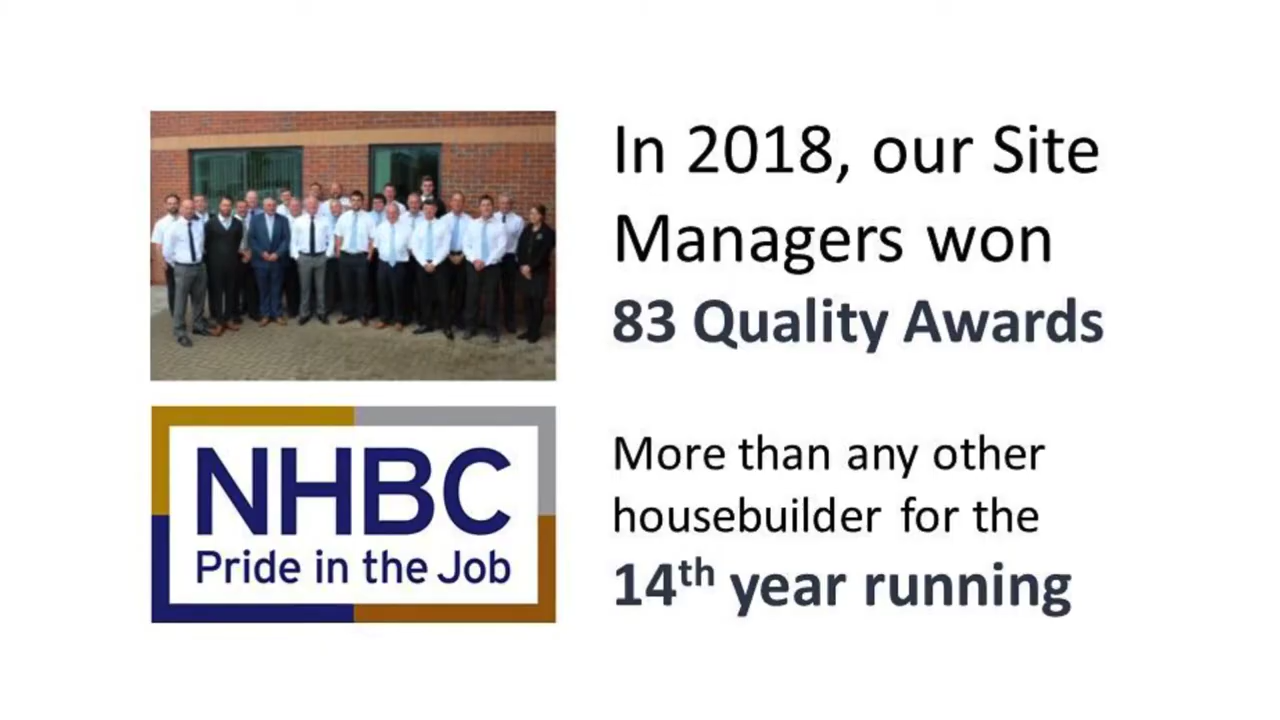 In 2018, our Site
Managers won
83 Quality Awards
NHBC
Pride in the Job
More than any other
housebuilder for the
14th year running